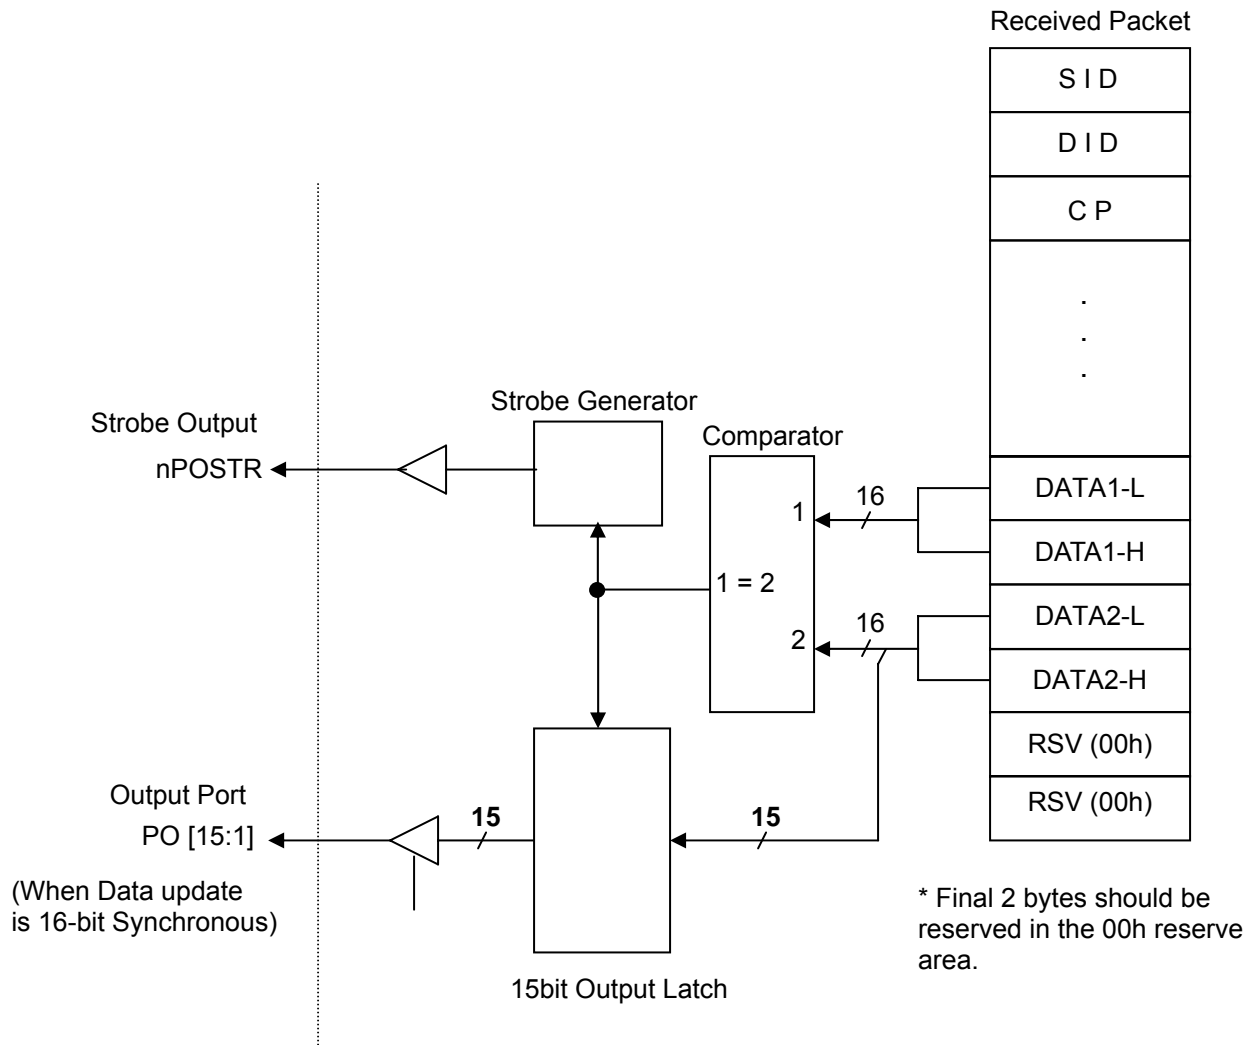 Received Packet
S I D
D I D
C P
.
.
.
Strobe Generator
Strobe Output
nPOSTR
Comparator
1
16
DATA1-L
DATA1-H
1 = 2
2
16
DATA2-L
DATA2-H
RSV (00h)
RSV (00h)
Output Port
PO [15:1]
15
15
(When Data update
is 16-bit Synchronous)
15bit Output Latch
* Final 2 bytes should be
reserved in the 00h reserve
area.